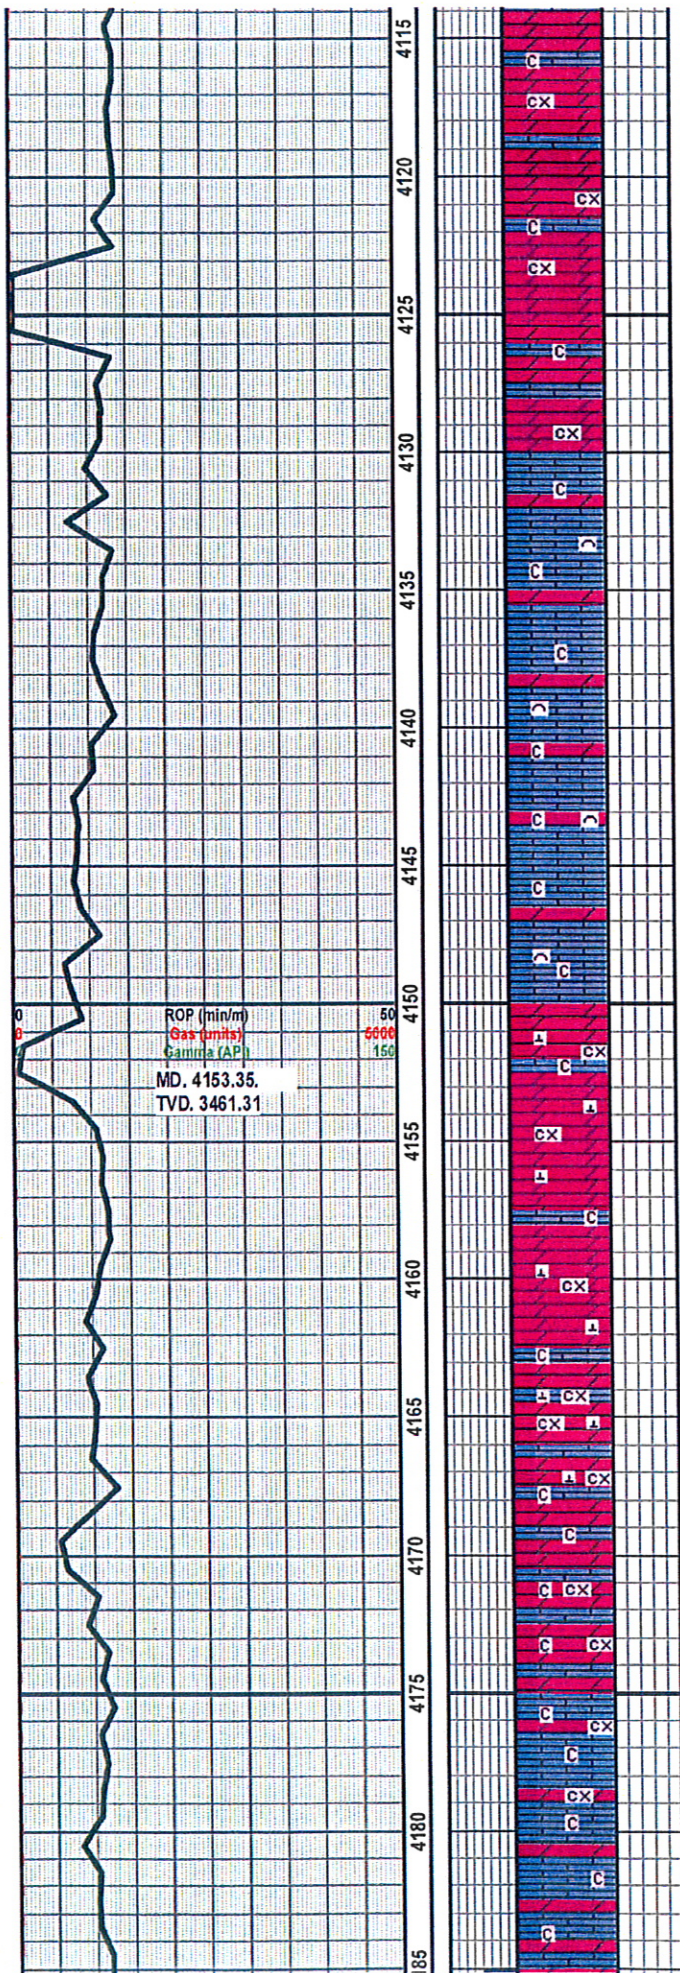 4115
C
CX
4120
CX
C
CX
4125
C
CX
4130
C
C
C
4135
C
C
4140
C
C C
4145
C
C
C
4150
0 ROP (min/m) 50
0 Gas (units) 5000
Gamma (API) 150
T
CX
C
MD. 4153.35.
TVD. 3461.31
T
4155
CX
T
C
4160
T
CX
T
C
4165
T CX
CX T
T CX
C
4170
C
C CX
C CX
4175
C
CX
C
CX
4180
C
C
C
185